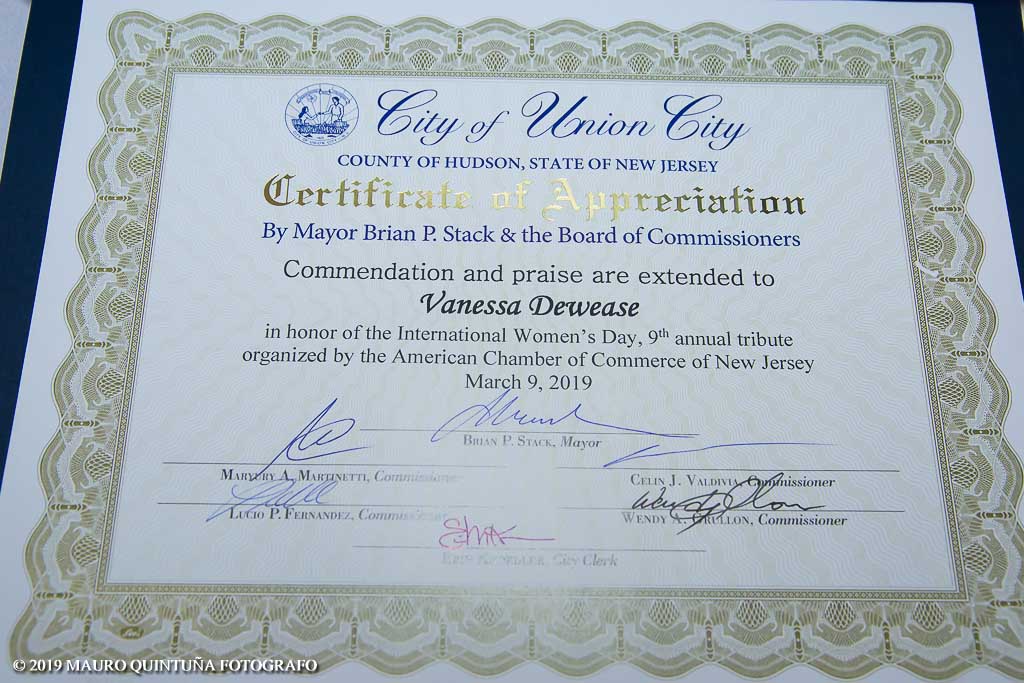 City of Union City
COUNTY OF HUDSON, STATE OF NEW JERSEY
Certificate of Appreciation
By Mayor Brian P. Stack & the Board of Commissioners
Commendation and praise are extended to
Vanessa Dewease
in honor of the International Women's Day, 9th annual tribute
organized by the American Chamber of Commerce of New Jersey
March 9, 2019
BRIAN P. STACK, Mayor
MARYURY A. MARTINETTI, Commissioner
CELIN J. VALDIVIA, Commissioner
LUCIO P. FERNANDEZ, Commissioner
WENDY A. GRULLON, Commissioner
City Clerk
© 2019 MAURO QUINTUÑA FOTOGRAFO